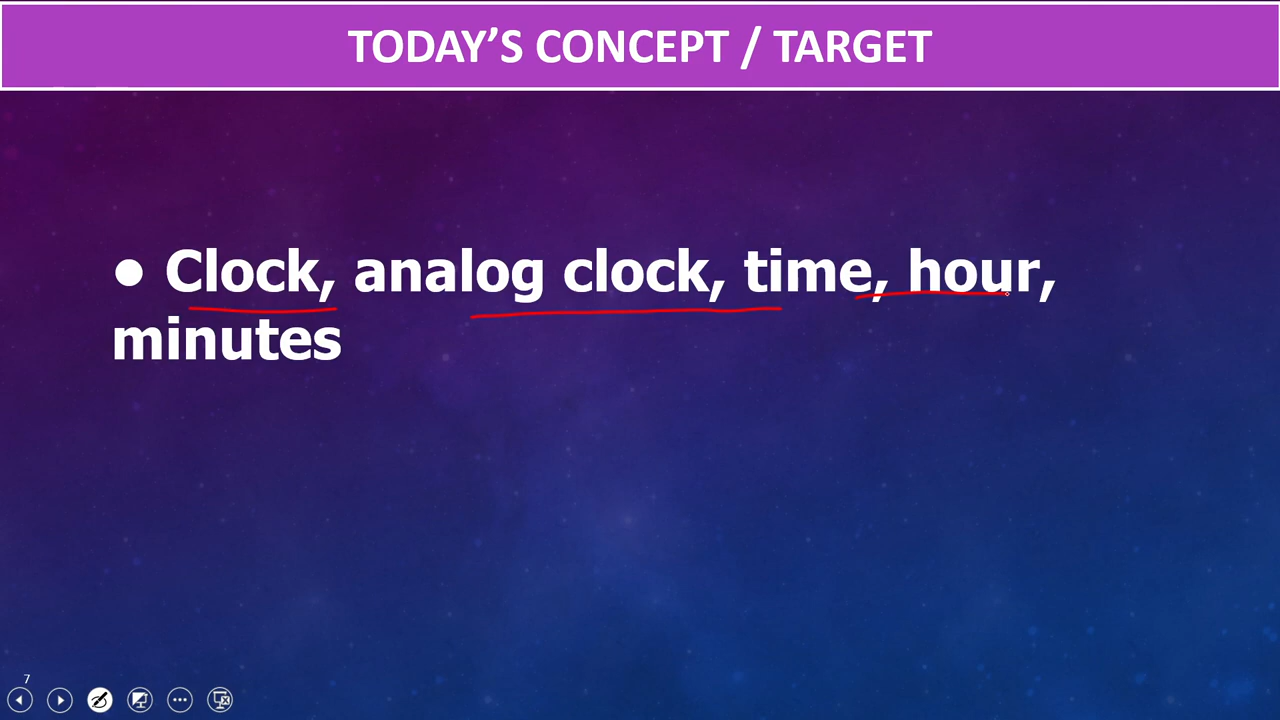 TODAY’S CONCEPT / TARGET
● Clock, analog clock, time, hour,
minutes
7